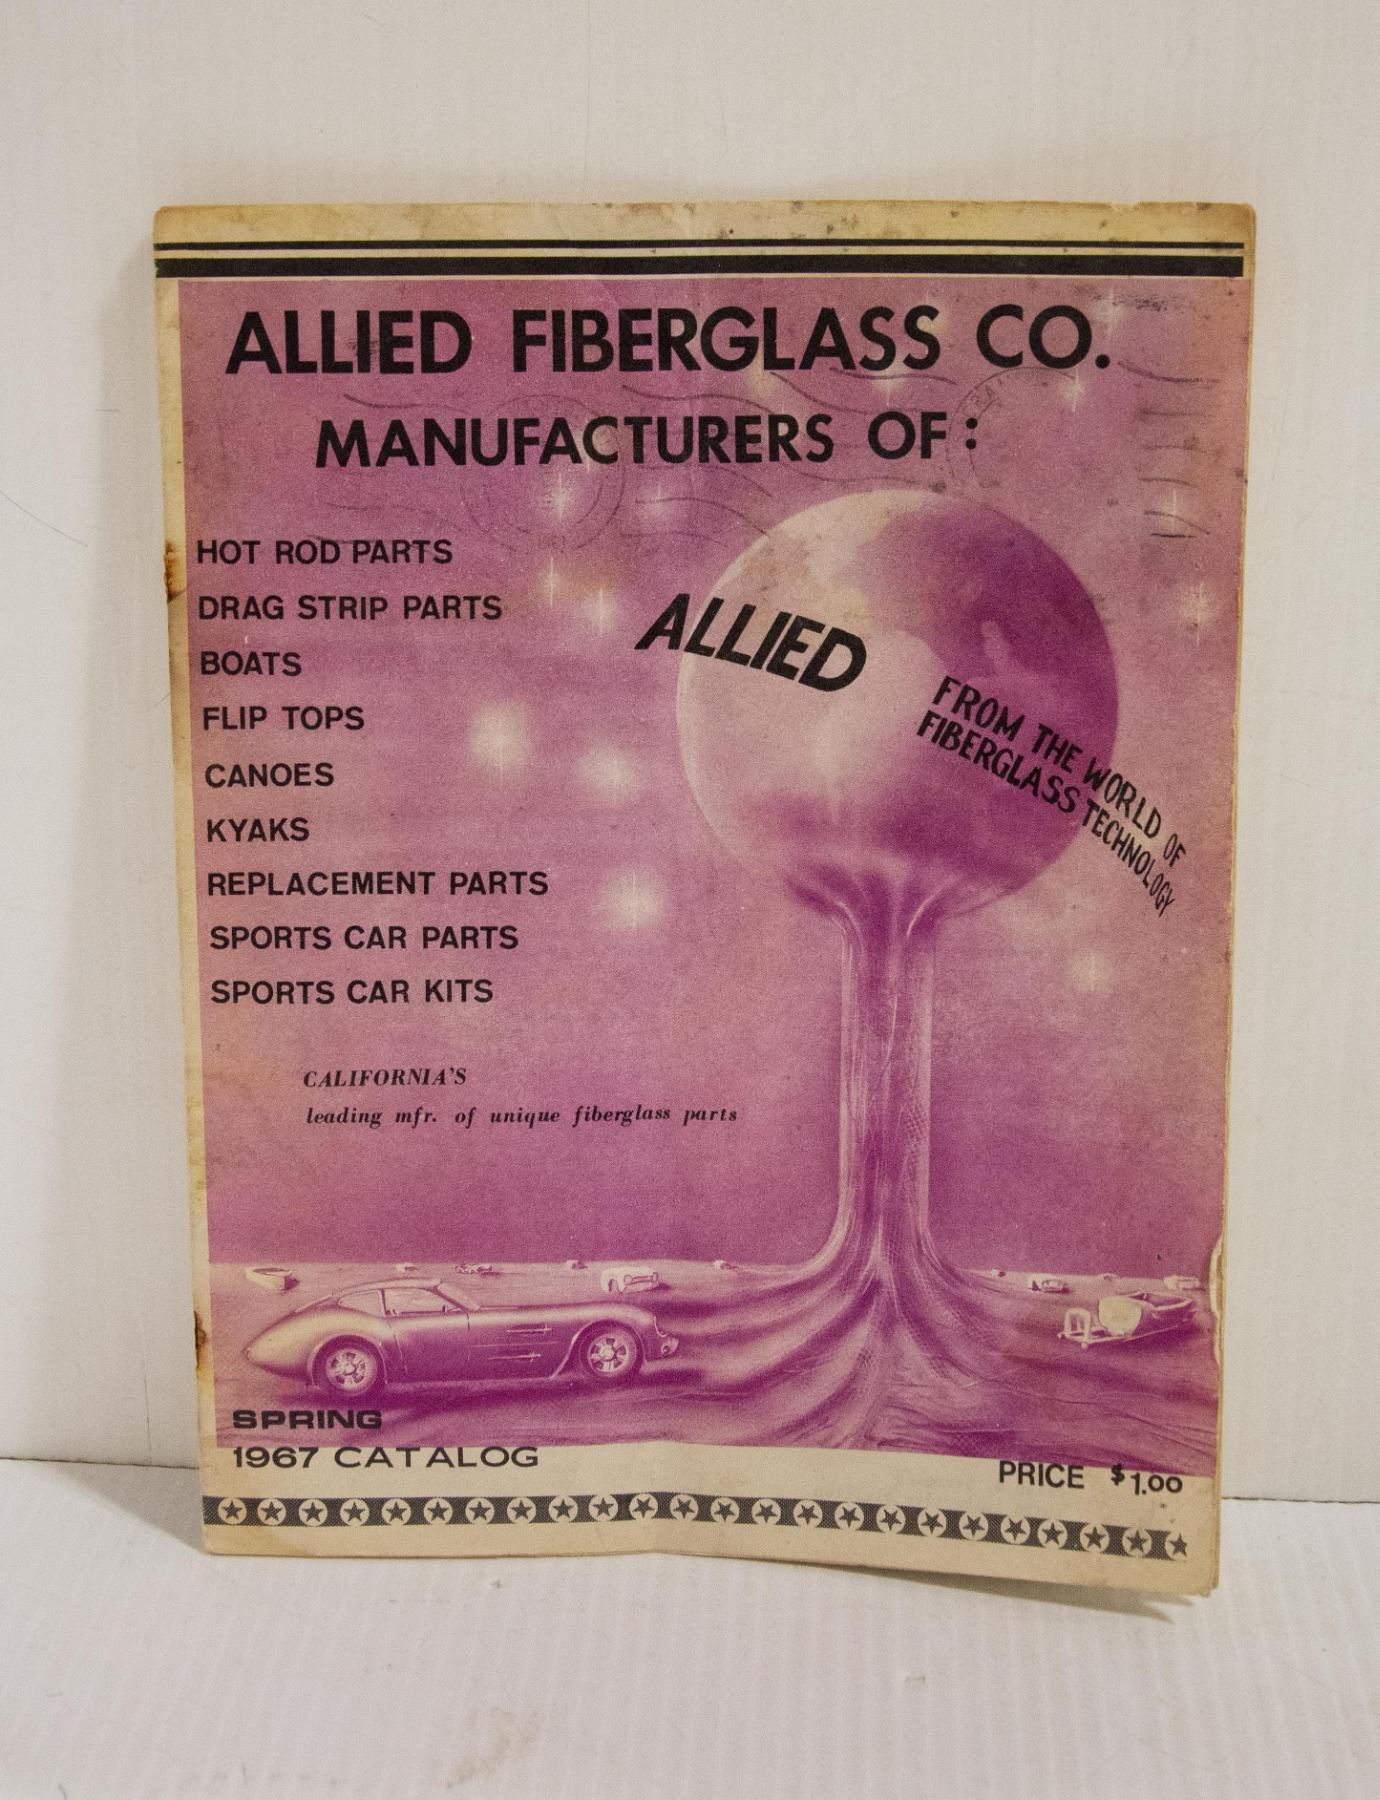 ALLIED FIBERGLASS CO.
MANUFACTURERS OF:
HOT ROD PARTS
DRAG STRIP PARTS
BOATS
FLIP TOPS
CANOES
KYAKS
REPLACEMENT PARTS
SPORTS CAR PARTS
SPORTS CAR KITS
ALLIED
FROM THE WORLD OF
FIBERGLASS TECHNOLOGY
CALIFORNIA'S
leading mfr. of unique fiberglass parts
SPRING
1967 CATALOG
PRICE $1.00